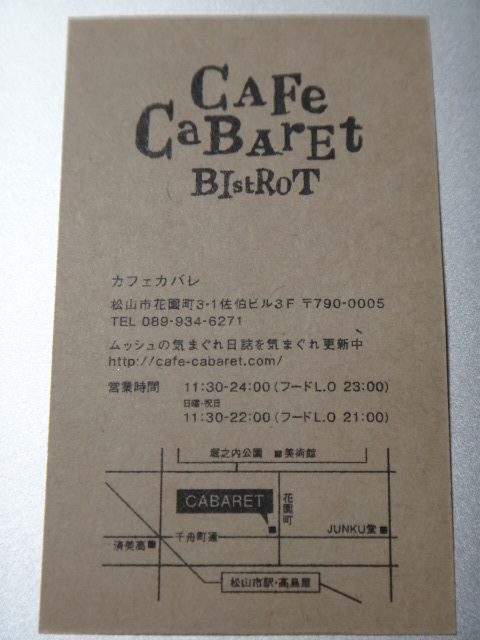 CAFe
CaBARet
BIstRoT
カフェカバレ
松山市花園町3-1佐伯ビル3F 〒790-0005
TEL 089-934-6271
ムッシュの気まぐれ日誌を気まぐれ更新中
http://cafe-cabaret.com/
営業時間 11:30-24:00 (フードL.O 23:00)
日曜・祝日
11:30-22:00 (フードL.O 21:00)
堀之内公園 ■美術館
CABARET
花園町
JUNKU堂■
千舟町通
済美高■
松山市駅・高島屋